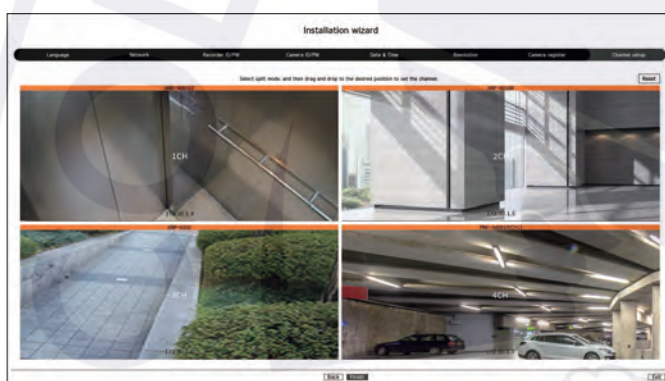 Installation wizard
Language Network Recorder ID/PW Camera ID/PW Date & Time Resolution Camera register Channel setup
Select split mode, and then drag and drop to the desired position to set the channel.
Reset
1CH
2CH
3CH
4CH
Back Finish
Exit